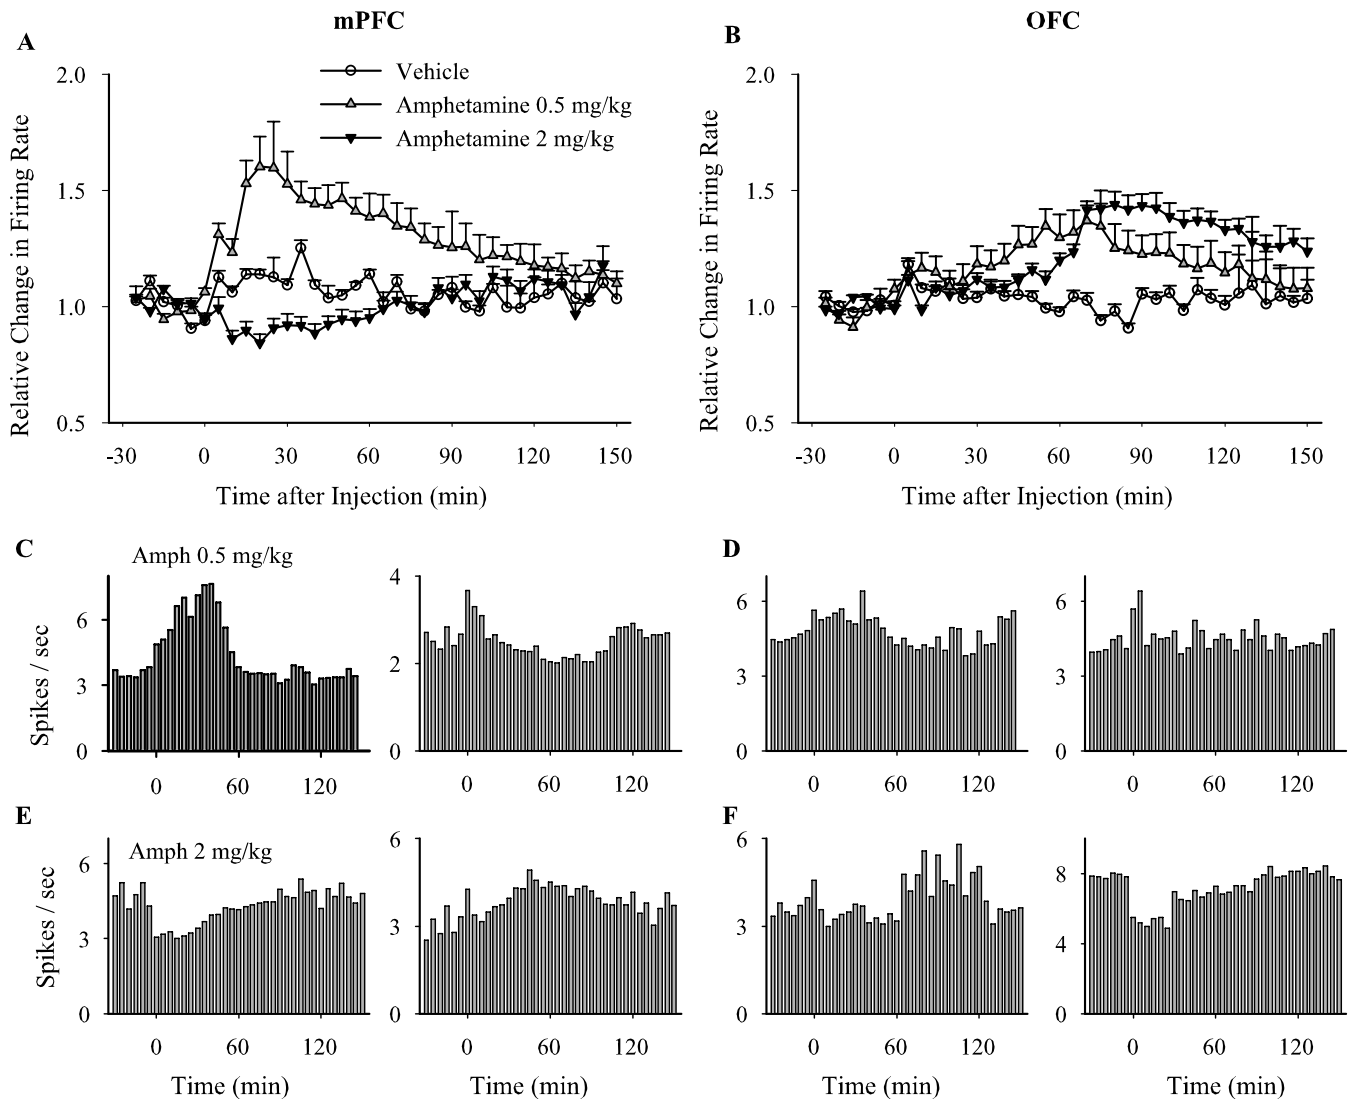 mPFC
OFC
A
B
Vehicle
Amphetamine 0.5 mg/kg
Amphetamine 2 mg/kg
Relative Change in Firing Rate
2.0
1.5
1.0
0.5
-30 0 30 60 90 120 150
Time after Injection (min)
Relative Change in Firing Rate
2.0
1.5
1.0
0.5
-30 0 30 60 90 120 150
Time after Injection (min)
C
Amph 0.5 mg/kg
Spikes / sec
6
3
0
0 60 120
4
2
0
0 60 120
D
6
3
0
0 60 120
6
3
0
0 60 120
E
Amph 2 mg/kg
Spikes / sec
6
3
0
0 60 120
Time (min)
6
3
0
0 60 120
Time (min)
F
6
3
0
0 60 120
Time (min)
8
4
0
0 60 120
Time (min)